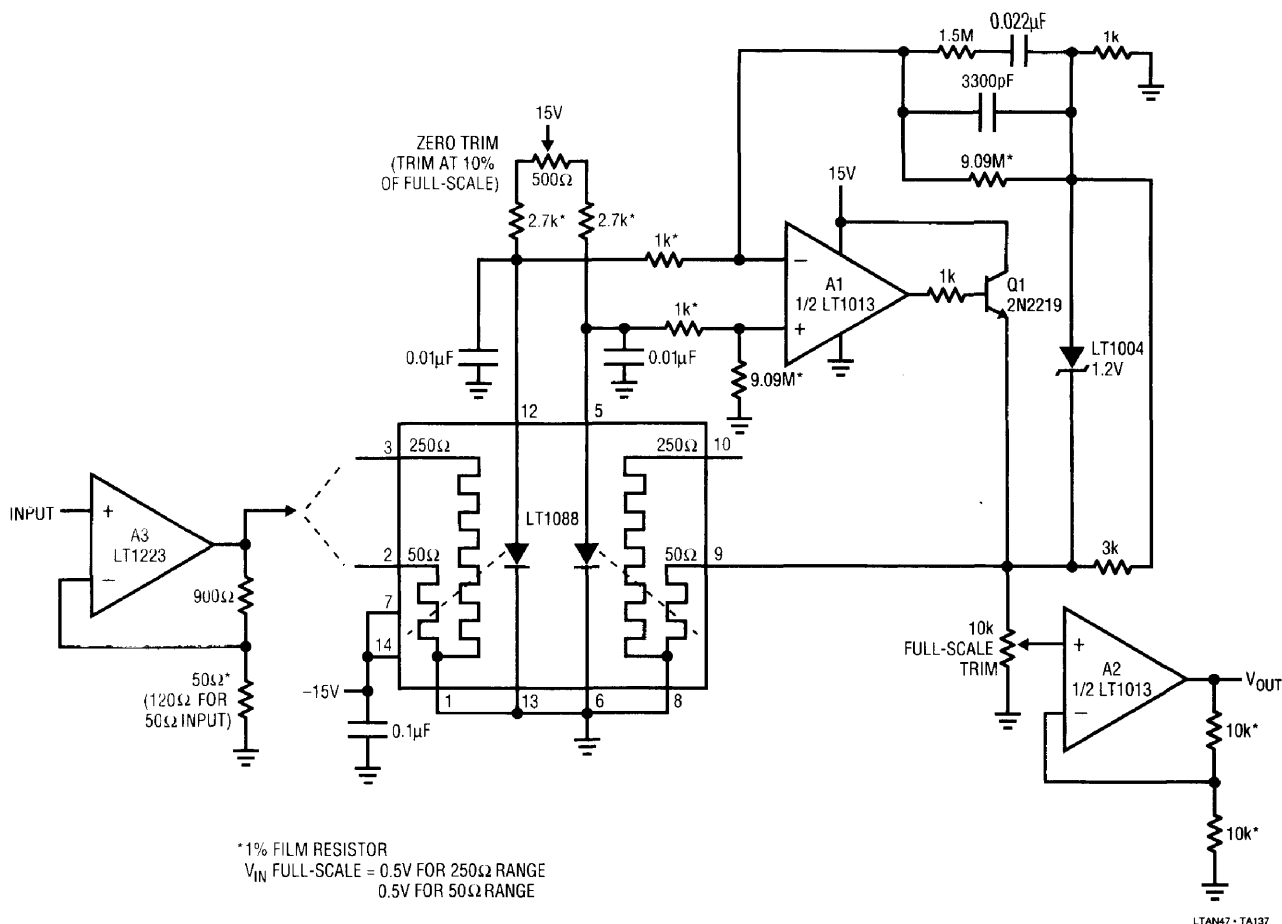 0.022µF
1.5M
1k
3300pF
15V
ZERO TRIM
(TRIM AT 10%
OF FULL-SCALE)
500Ω
9.09M*
15V
2.7k*
2.7k*
1k*
−
A1
1/2 LT1013
+
1k
Q1
2N2219
1k*
0.01µF
0.01µF
9.09M*
LT1004
1.2V
12
5
3
250Ω
250Ω
10
INPUT
+
A3
LT1223
−
LT1088
2
50Ω
50Ω
9
3k
900Ω
7
14
10k
FULL-SCALE
TRIM
+
A2
1/2 LT1013
−
VOUT
50Ω*
(120Ω FOR
50Ω INPUT)
−15V
1
13
6
8
0.1µF
10k*
10k*
*1% FILM RESISTOR
VIN FULL-SCALE = 0.5V FOR 250Ω RANGE
0.5V FOR 50Ω RANGE
LTAN47 • TA137